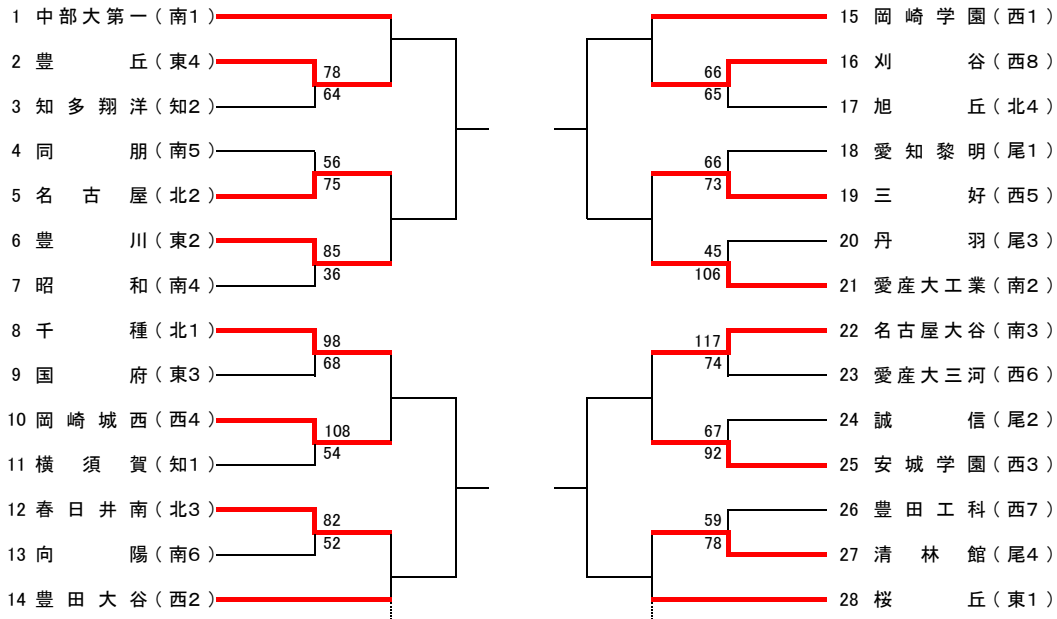 1 中部大第一(南1)
2 豊丘(東4)
78
64
3 知多翔洋(知2)
4 同朋(南5)
56
75
5 名古屋(北2)
6 豊川(東2)
85
36
7 昭和(南4)
8 千種(北1)
98
68
9 国府(東3)
10 岡崎城西(西4)
108
54
11 横須賀(知1)
12 春日井南(北3)
82
52
13 向陽(南6)
14 豊田大谷(西2)
15 岡崎学園(西1)
16 刈谷(西8)
66
65
17 旭丘(北4)
18 愛知黎明(尾1)
66
73
19 三好(西5)
20 丹羽(尾3)
45
106
21 愛産大工業(南2)
22 名古屋大谷(南3)
117
74
23 愛産大三河(西6)
24 誠信(尾2)
67
92
25 安城学園(西3)
26 豊田工科(西7)
59
78
27 清林館(尾4)
28 桜丘(東1)